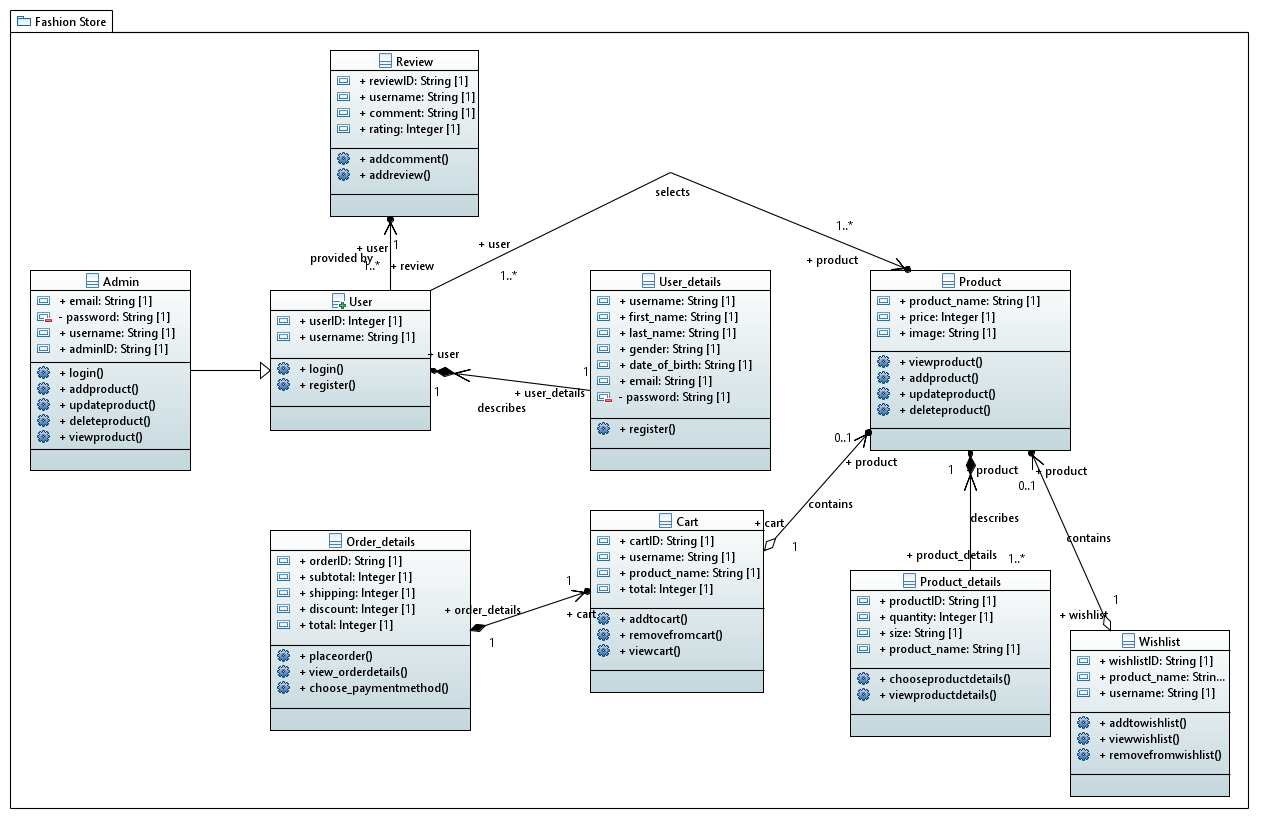 Fashion Store
Review
+ reviewID: String [1]
+ username: String [1]
+ comment: String [1]
+ rating: Integer [1]
+ addcomment()
+ addreview()
selects
+ user
1..*
1..*
+ product
+ user
1
provided by
1..*
+ review
Admin
+ email: String [1]
- password: String [1]
+ username: String [1]
+ adminID: String [1]
+ login()
+ addproduct()
+ updateproduct()
+ deleteproduct()
+ viewproduct()
User
+ userID: Integer [1]
+ username: String [1]
+ login()
+ register()
+ user
1
1
+ user_details
describes
User_details
+ username: String [1]
+ first_name: String [1]
+ last_name: String [1]
+ gender: String [1]
+ date_of_birth: String [1]
+ email: String [1]
- password: String [1]
+ register()
Product
+ product_name: String [1]
+ price: Integer [1]
+ image: String [1]
+ viewproduct()
+ addproduct()
+ updateproduct()
+ deleteproduct()
0..1
+ product
contains
+ cart
1
1
+ product
describes
+ product_details
1..*
+ product
0..1
contains
1
+ wishlist
Order_details
+ orderID: String [1]
+ subtotal: Integer [1]
+ shipping: Integer [1]
+ discount: Integer [1]
+ total: Integer [1]
+ placeorder()
+ view_orderdetails()
+ choose_paymentmethod()
1
+ order_details
+ cart
1
Cart
+ cartID: String [1]
+ username: String [1]
+ product_name: String [1]
+ total: Integer [1]
+ addtocart()
+ removefromcart()
+ viewcart()
Product_details
+ productID: String [1]
+ quantity: Integer [1]
+ size: String [1]
+ product_name: String [1]
+ chooseproductdetails()
+ viewproductdetails()
Wishlist
+ wishlistID: String [1]
+ product_name: Strin...
+ username: String [1]
+ addtowishlist()
+ viewwishlist()
+ removefromwishlist()